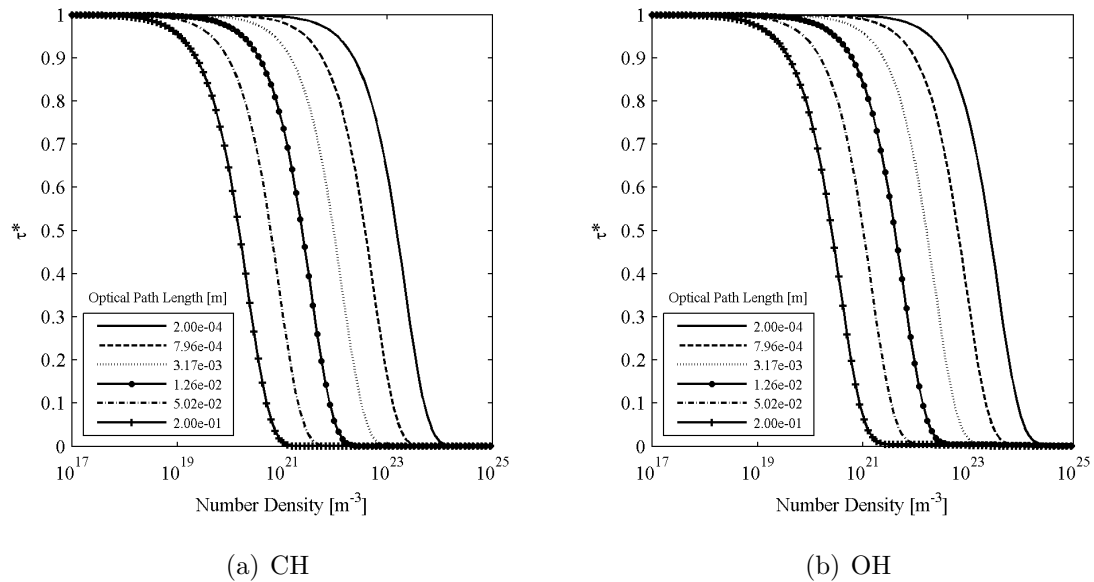 1
0.9
0.8
0.7
0.6
0.5
0.4
0.3
0.2
0.1
0
τ*
Optical Path Length [m]
2.00e-04
7.96e-04
3.17e-03
1.26e-02
5.02e-02
2.00e-01
10^17 10^19 10^21 10^23 10^25
Number Density [m^-3]
(a) CH
1
0.9
0.8
0.7
0.6
0.5
0.4
0.3
0.2
0.1
0
τ*
Optical Path Length [m]
2.00e-04
7.96e-04
3.17e-03
1.26e-02
5.02e-02
2.00e-01
10^17 10^19 10^21 10^23 10^25
Number Density [m^-3]
(b) OH